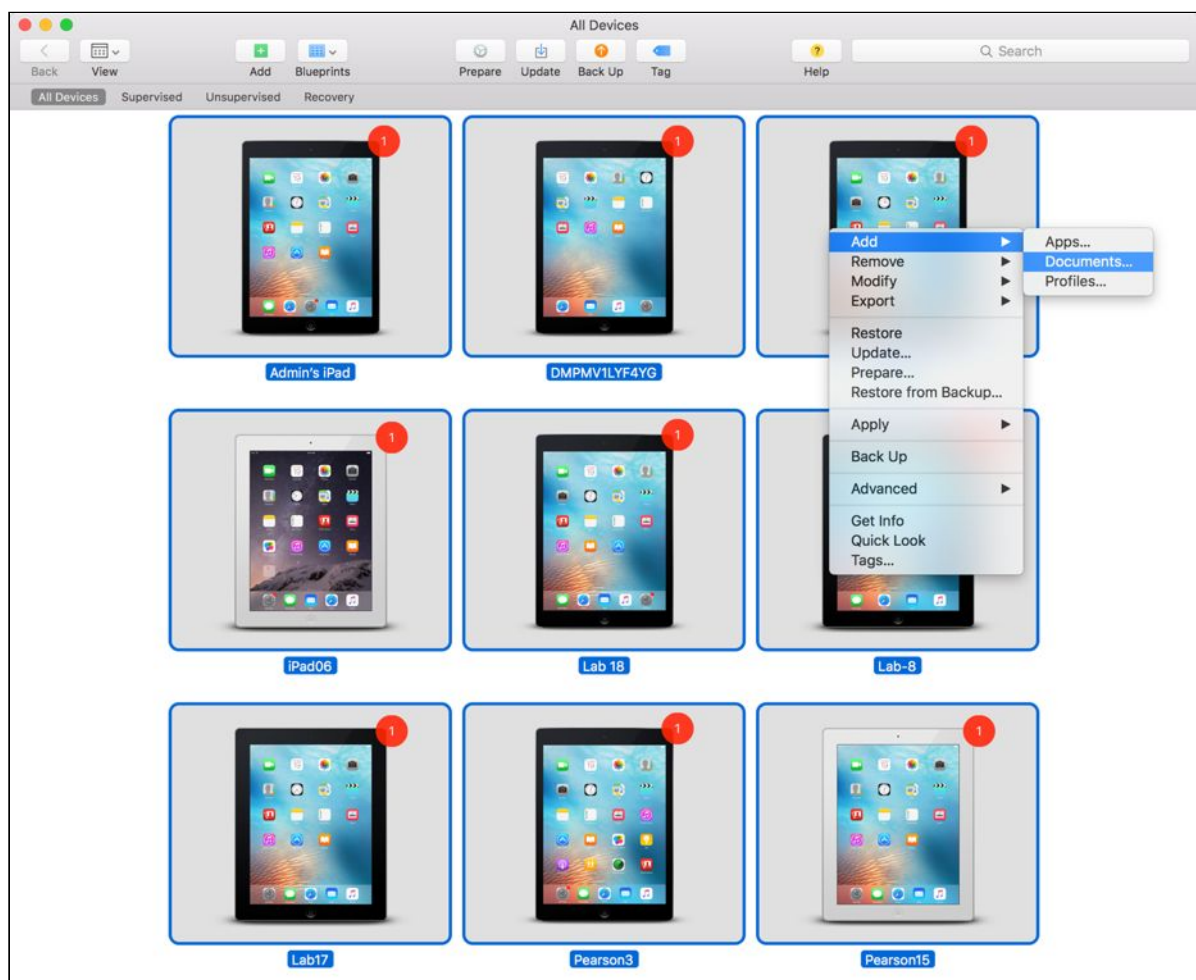 All Devices
Back View Add Blueprints Prepare Update Back Up Tag Help Search
All Devices Supervised Unsupervised Recovery
1 1 1
Add Apps...
Remove Documents...
Modify Profiles...
Export
Restore
Update...
Prepare...
Restore from Backup...
Apply
Back Up
Advanced
Get Info
Quick Look
Tags...
Admin's iPad DMPMV1LYF4YG
1 1
iPad06 Lab 18 Lab-8
1 1 1
Lab17 Pearson3 Pearson15